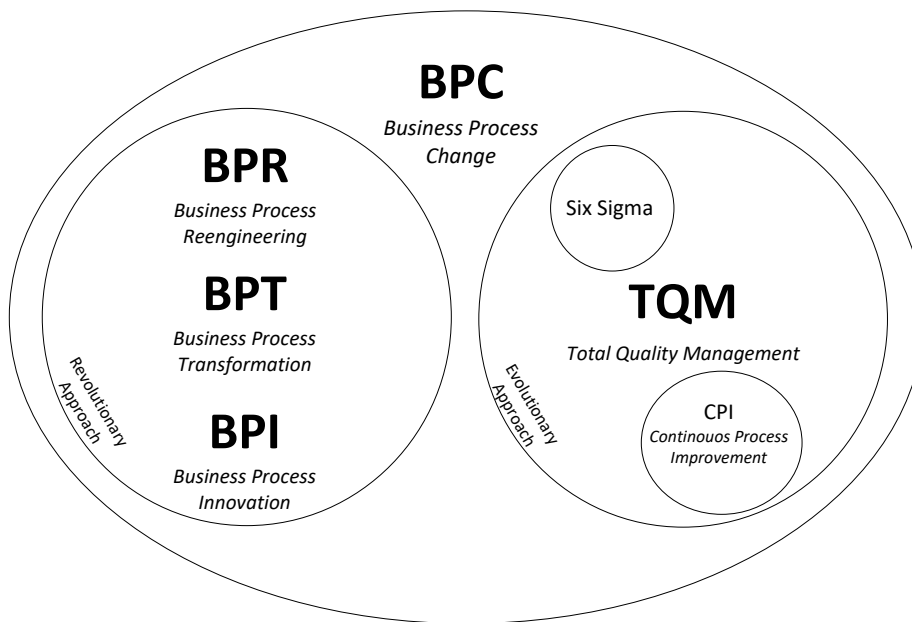 BPC
Business Process
Change
BPR
Business Process
Reengineering
BPT
Business Process
Transformation
BPI
Business Process
Innovation
Revolutionary
Approach
Six Sigma
TQM
Total Quality Management
Evolutionary
Approach
CPI
Continouos Process
Improvement